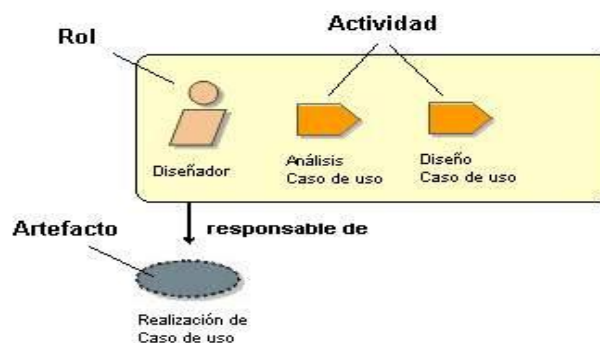 Actividad
Rol
Diseñador
Análisis
Caso de uso
Diseño
Caso de uso
Artefacto
responsable de
Realización de
Caso de uso